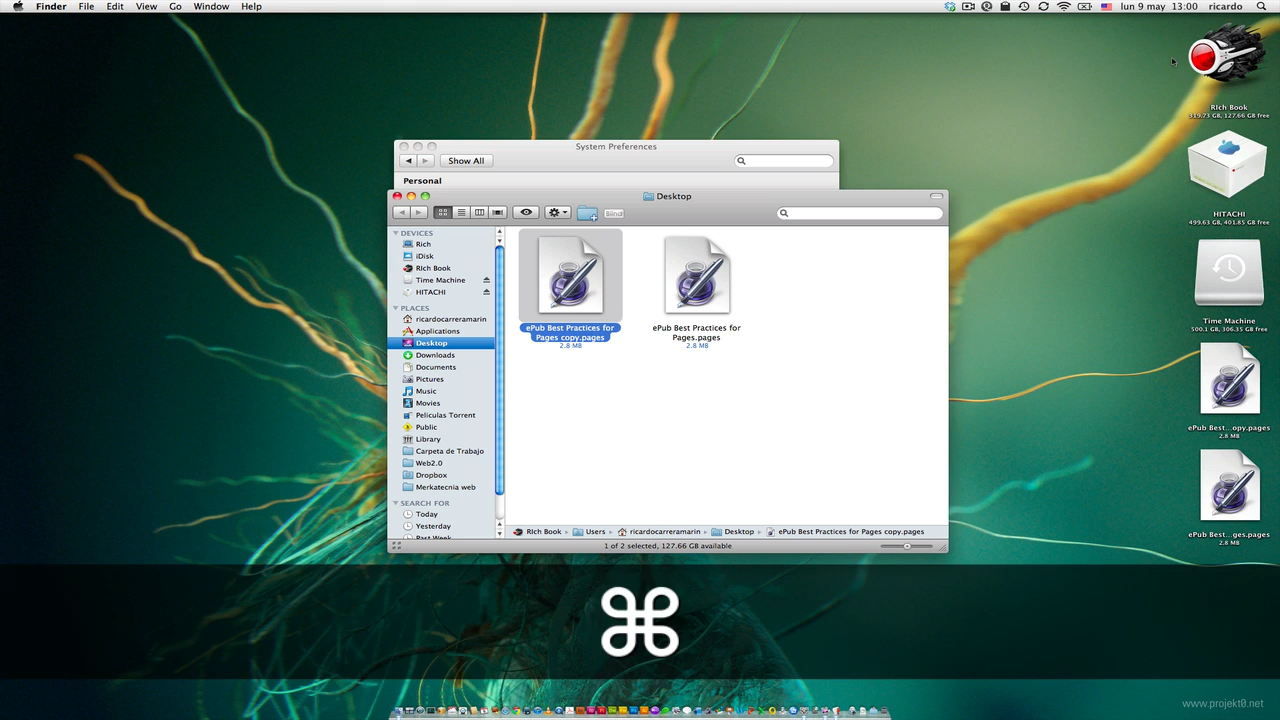 Finder File Edit View Go Window Help
lun 9 may 13:00 ricardo
System Preferences
Show All
Personal
Desktop
DEVICES
Rich
iDisk
RIch Book
Time Machine
HITACHI
PLACES
ricardocarreramarin
Applications
Desktop
Downloads
Documents
Pictures
Music
Movies
Peliculas Torrent
Public
Library
Carpeta de Trabajo
Web2.0
Dropbox
Merkatecnia web
SEARCH FOR
Today
Yesterday
Past Week
ePub Best Practices for
Pages copy.pages
2.8 MB
ePub Best Practices for
Pages.pages
2.8 MB
RIch Book Users ricardocarreramarin Desktop ePub Best Practices for Pages copy.pages
1 of 2 selected, 127.66 GB available
RIch Book
319.73 GB, 127.66 GB free
HITACHI
499.63 GB, 401.85 GB free
Time Machine
500.1 GB, 306.35 GB free
ePub Best...opy.pages
2.8 MB
ePub Best...ges.pages
2.8 MB
⌘
www.projekt0.net